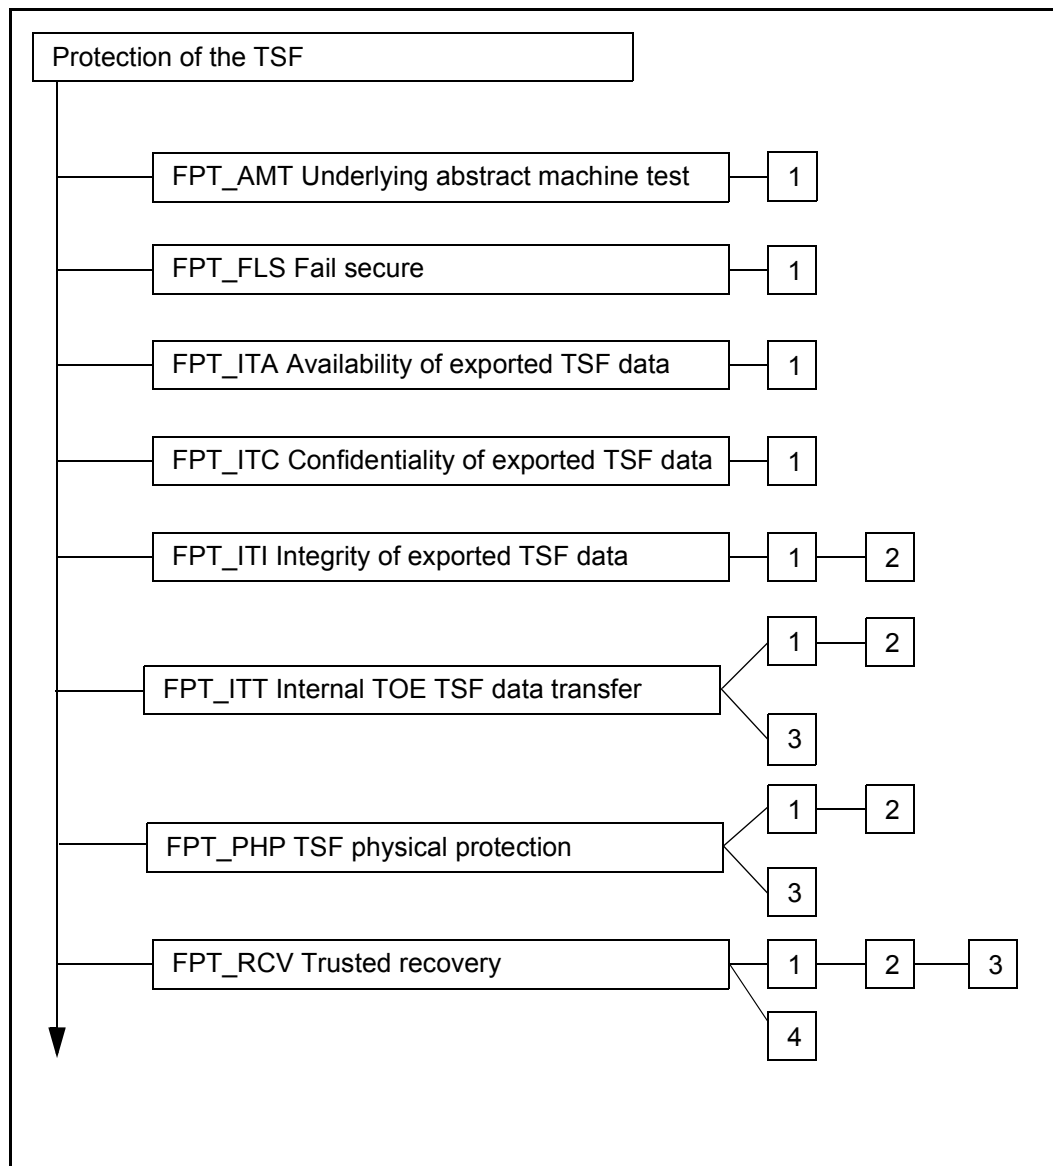 Protection of the TSF
FPT_AMT Underlying abstract machine test 1
FPT_FLS Fail secure 1
FPT_ITA Availability of exported TSF data 1
FPT_ITC Confidentiality of exported TSF data 1
FPT_ITI Integrity of exported TSF data 1 2
1 2
FPT_ITT Internal TOE TSF data transfer
3
1 2
FPT_PHP TSF physical protection
3
FPT_RCV Trusted recovery 1 2 3
4